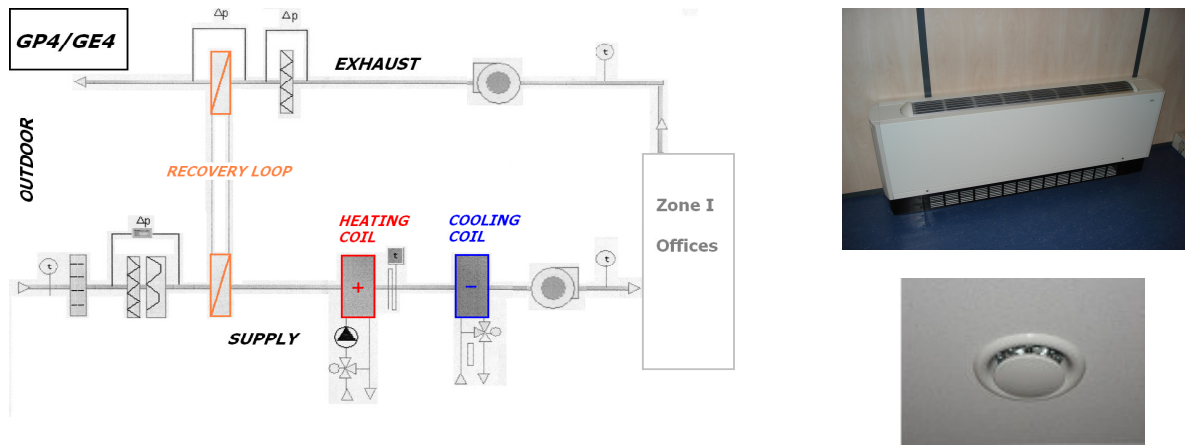 GP4/GE4
Δp
Δp
EXHAUST
t
OUTDOOR
RECOVERY LOOP
Δp
HEATING
COIL
COOLING
COIL
Zone I
Offices
t
t
t
+
−
SUPPLY